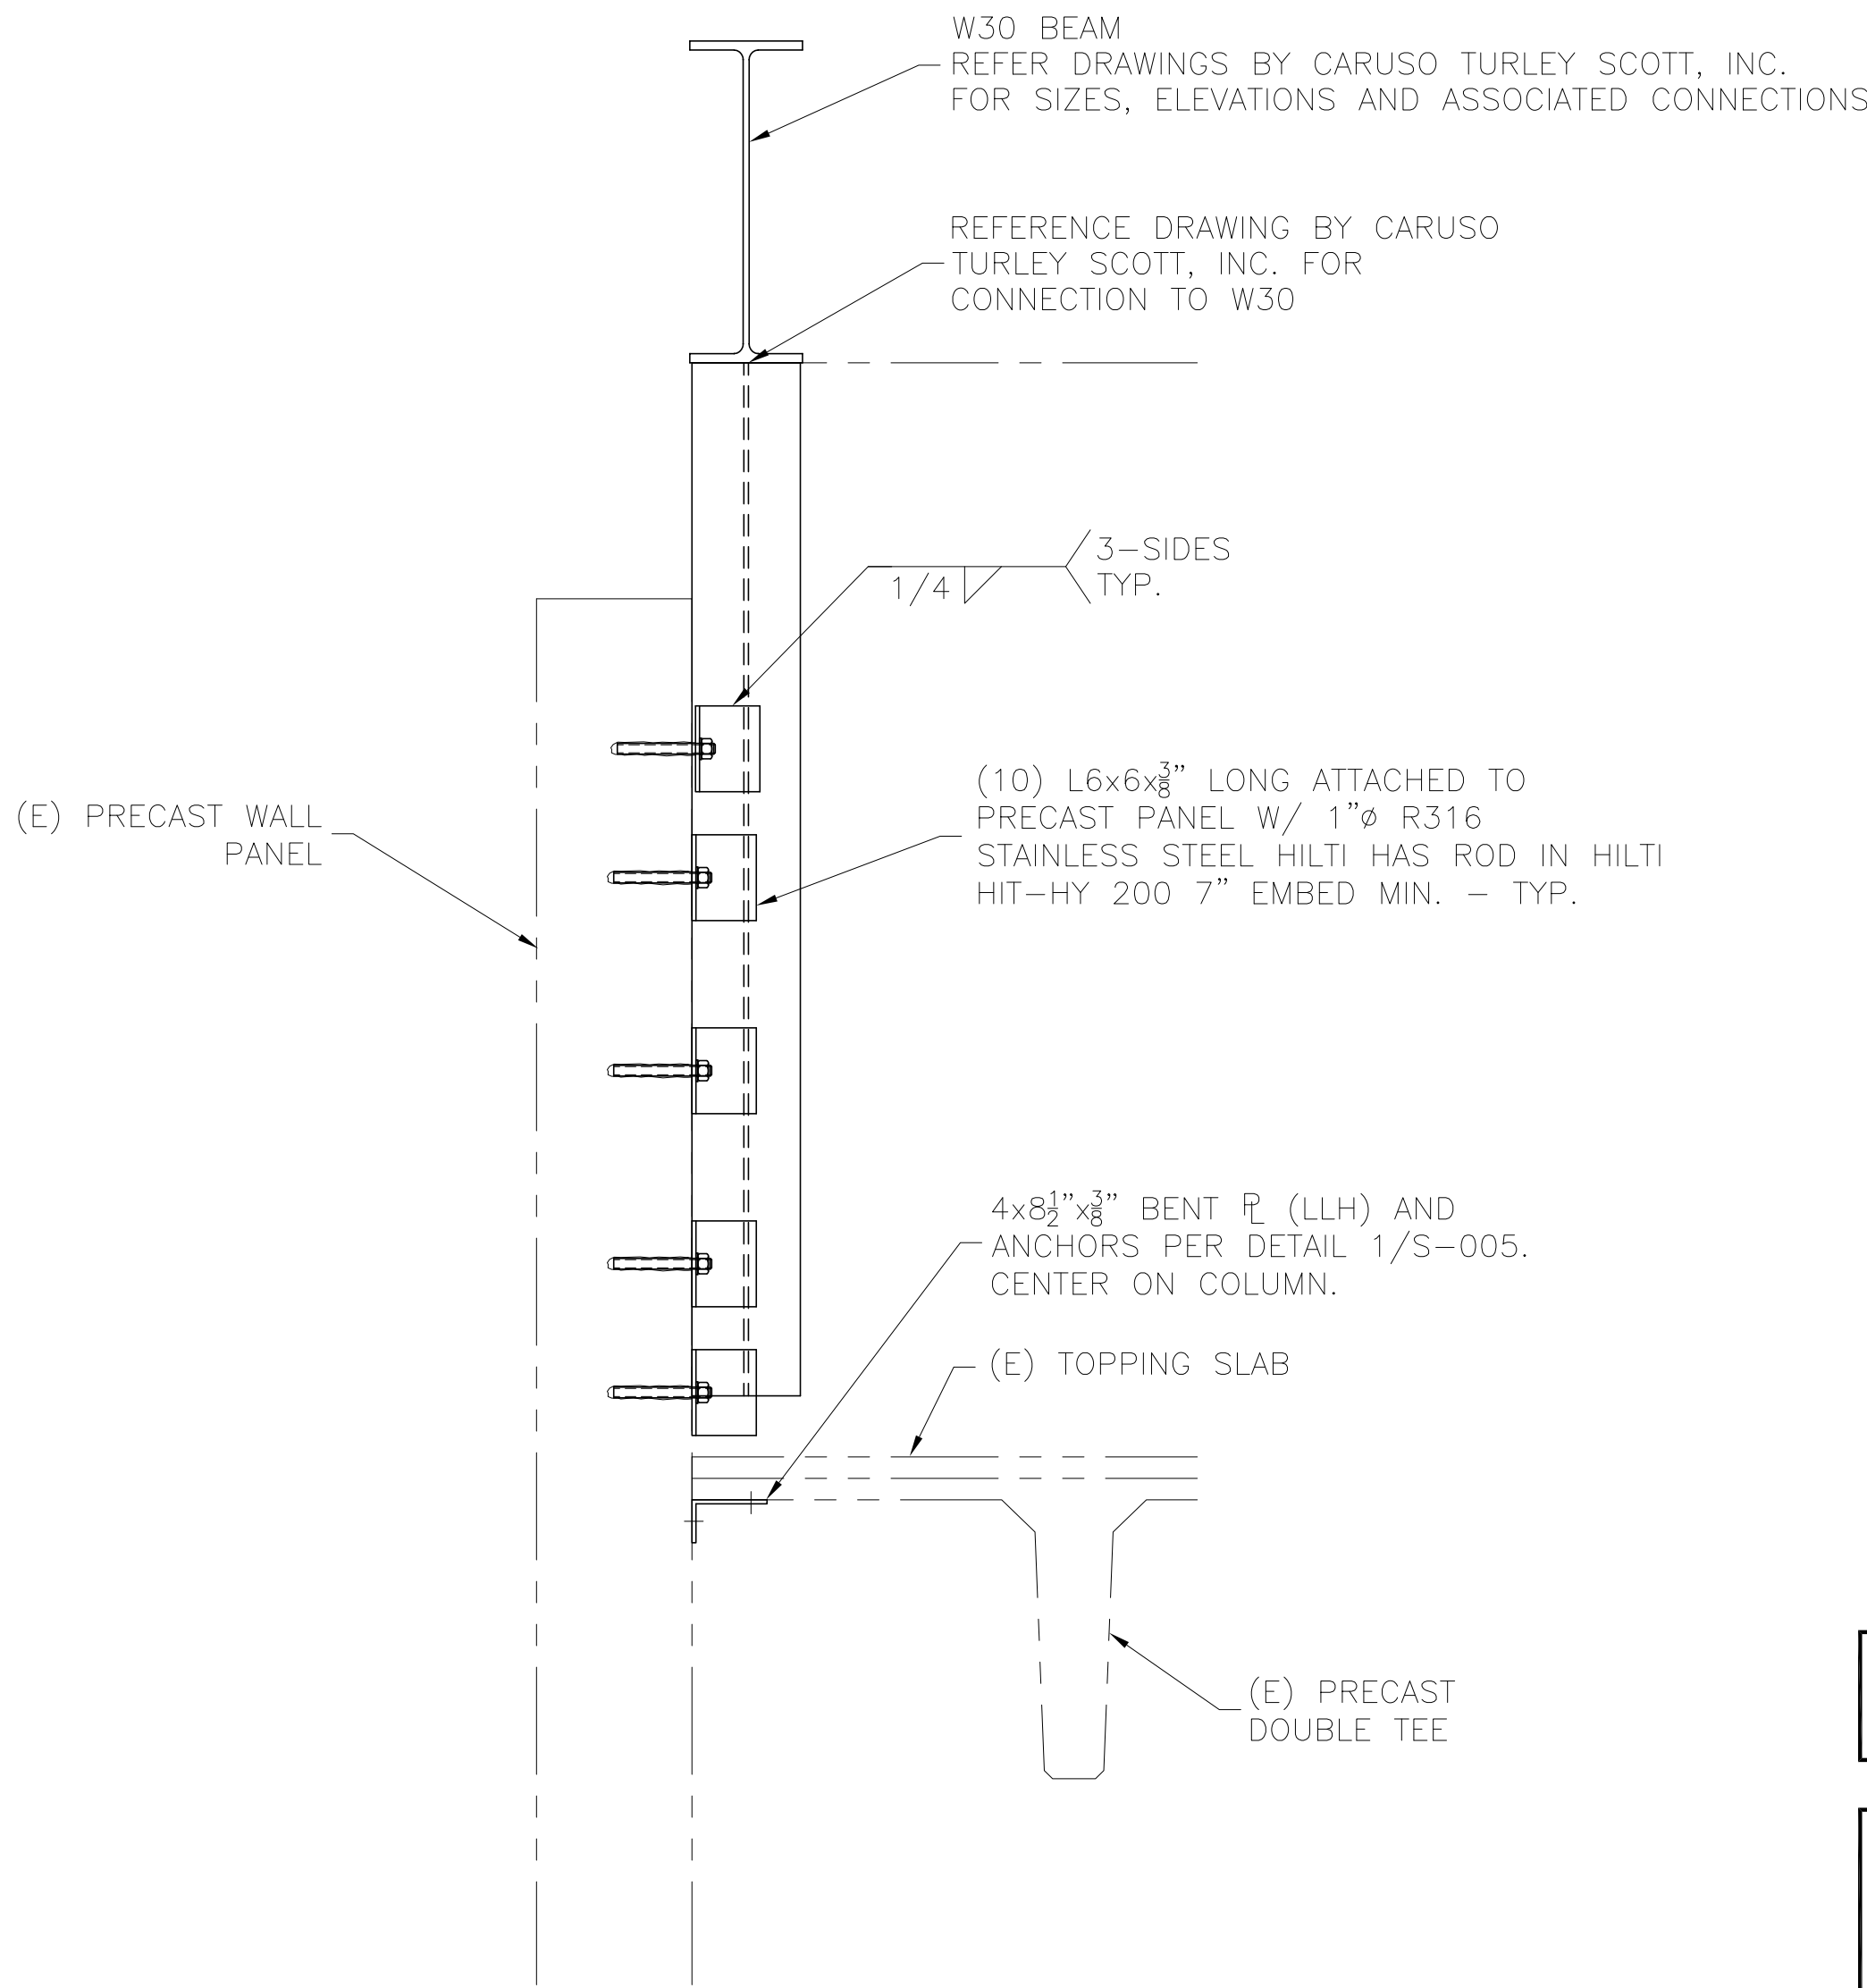 W30 BEAM
REFER DRAWINGS BY CARUSO TURLEY SCOTT, INC.
FOR SIZES, ELEVATIONS AND ASSOCIATED CONNECTIONS
REFERENCE DRAWING BY CARUSO
TURLEY SCOTT, INC. FOR
CONNECTION TO W30
3-SIDES
1/4
TYP.
(E) PRECAST WALL
PANEL
(10) L6x6x3/8" LONG ATTACHED TO
PRECAST PANEL W/ 1"ø R316
STAINLESS STEEL HILTI HAS ROD IN HILTI
HIT-HY 200 7" EMBED MIN. - TYP.
4x8 1/2"x3/8" BENT ℄ (LLH) AND
ANCHORS PER DETAIL 1/S-005.
CENTER ON COLUMN.
(E) TOPPING SLAB
(E) PRECAST
DOUBLE TEE